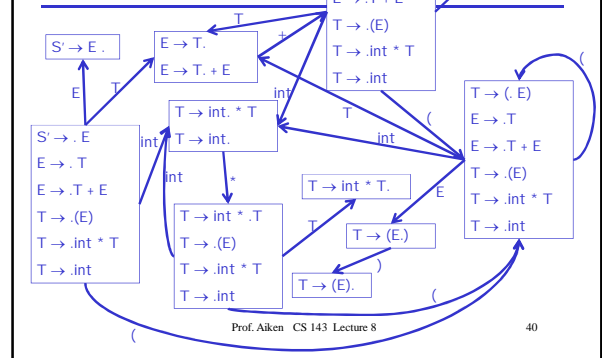 E → .T + E
T → .(E)
T → .int * T
T → .int
T
+
(
S' → E .
E → T.
E → T. + E
E
T
int
T
int
(
T → (. E)
E → .T
E → .T + E
T → .(E)
T → .int * T
T → .int
T → int. * T
T → int.
S' → . E
E → . T
E → .T + E
T → .(E)
T → .int * T
T → .int
int
int
*
T → int * .T
T → .(E)
T → .int * T
T → .int
T
T → int * T.
E
T → (E.)
)
T → (E).
(
(
Prof. Aiken CS 143 Lecture 8
40